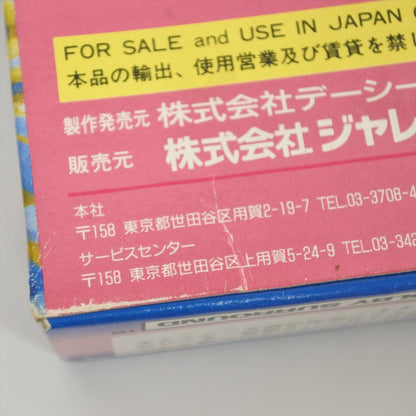 FOR SALE and USE IN JAPAN
本品の輸出、使用営業及び賃貸を禁
製作発売元 株式会社デーシー
販売元 株式会社ジャレ
本社
〒158 東京都世田谷区用賀2-19-7 TEL.03-3708-4
サービスセンター
〒158 東京都世田谷区上用賀5-24-9 TEL.03-342
SURROUND